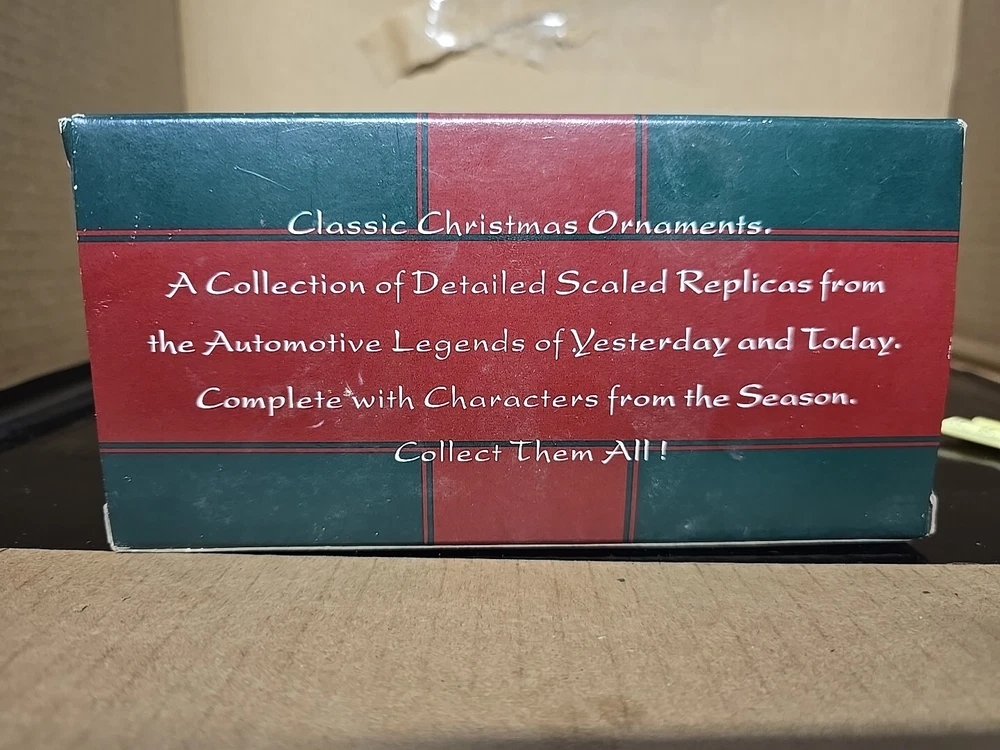 Classic Christmas Ornaments.
A Collection of Detailed Scaled Replicas from
the Automotive Legends of Yesterday and Today.
Complete with Characters from the Season.
Collect Them All !